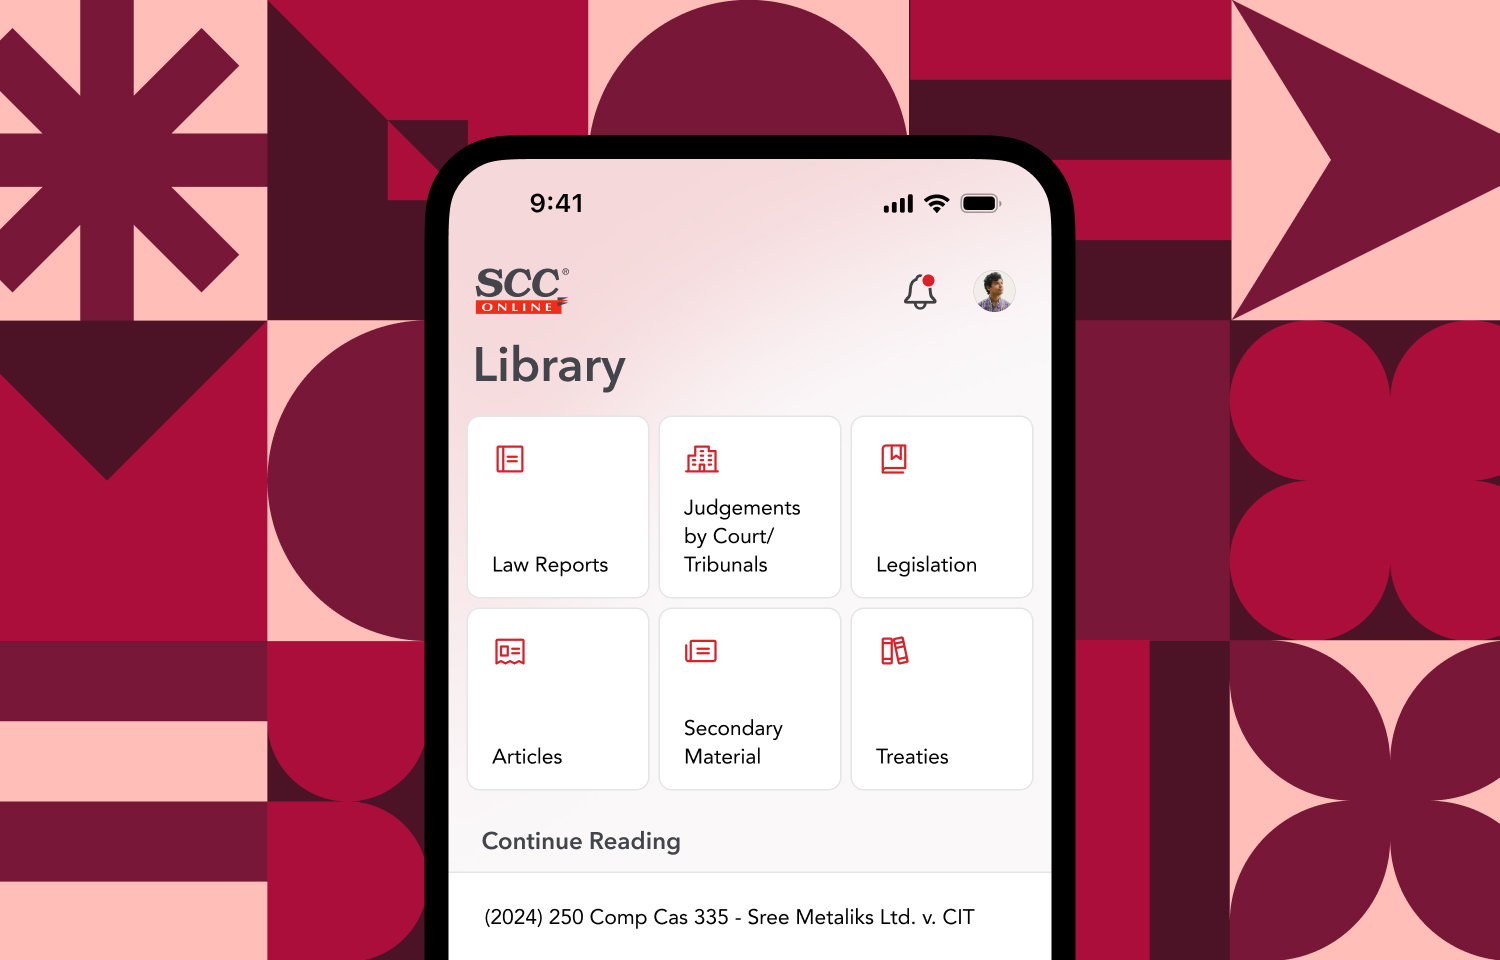 9:41
SCC®
ONLINE
Library
Law Reports
Judgements
by Court/
Tribunals
Legislation
Articles
Secondary
Material
Treaties
Continue Reading
(2024) 250 Comp Cas 335 - Sree Metaliks Ltd. v. CIT